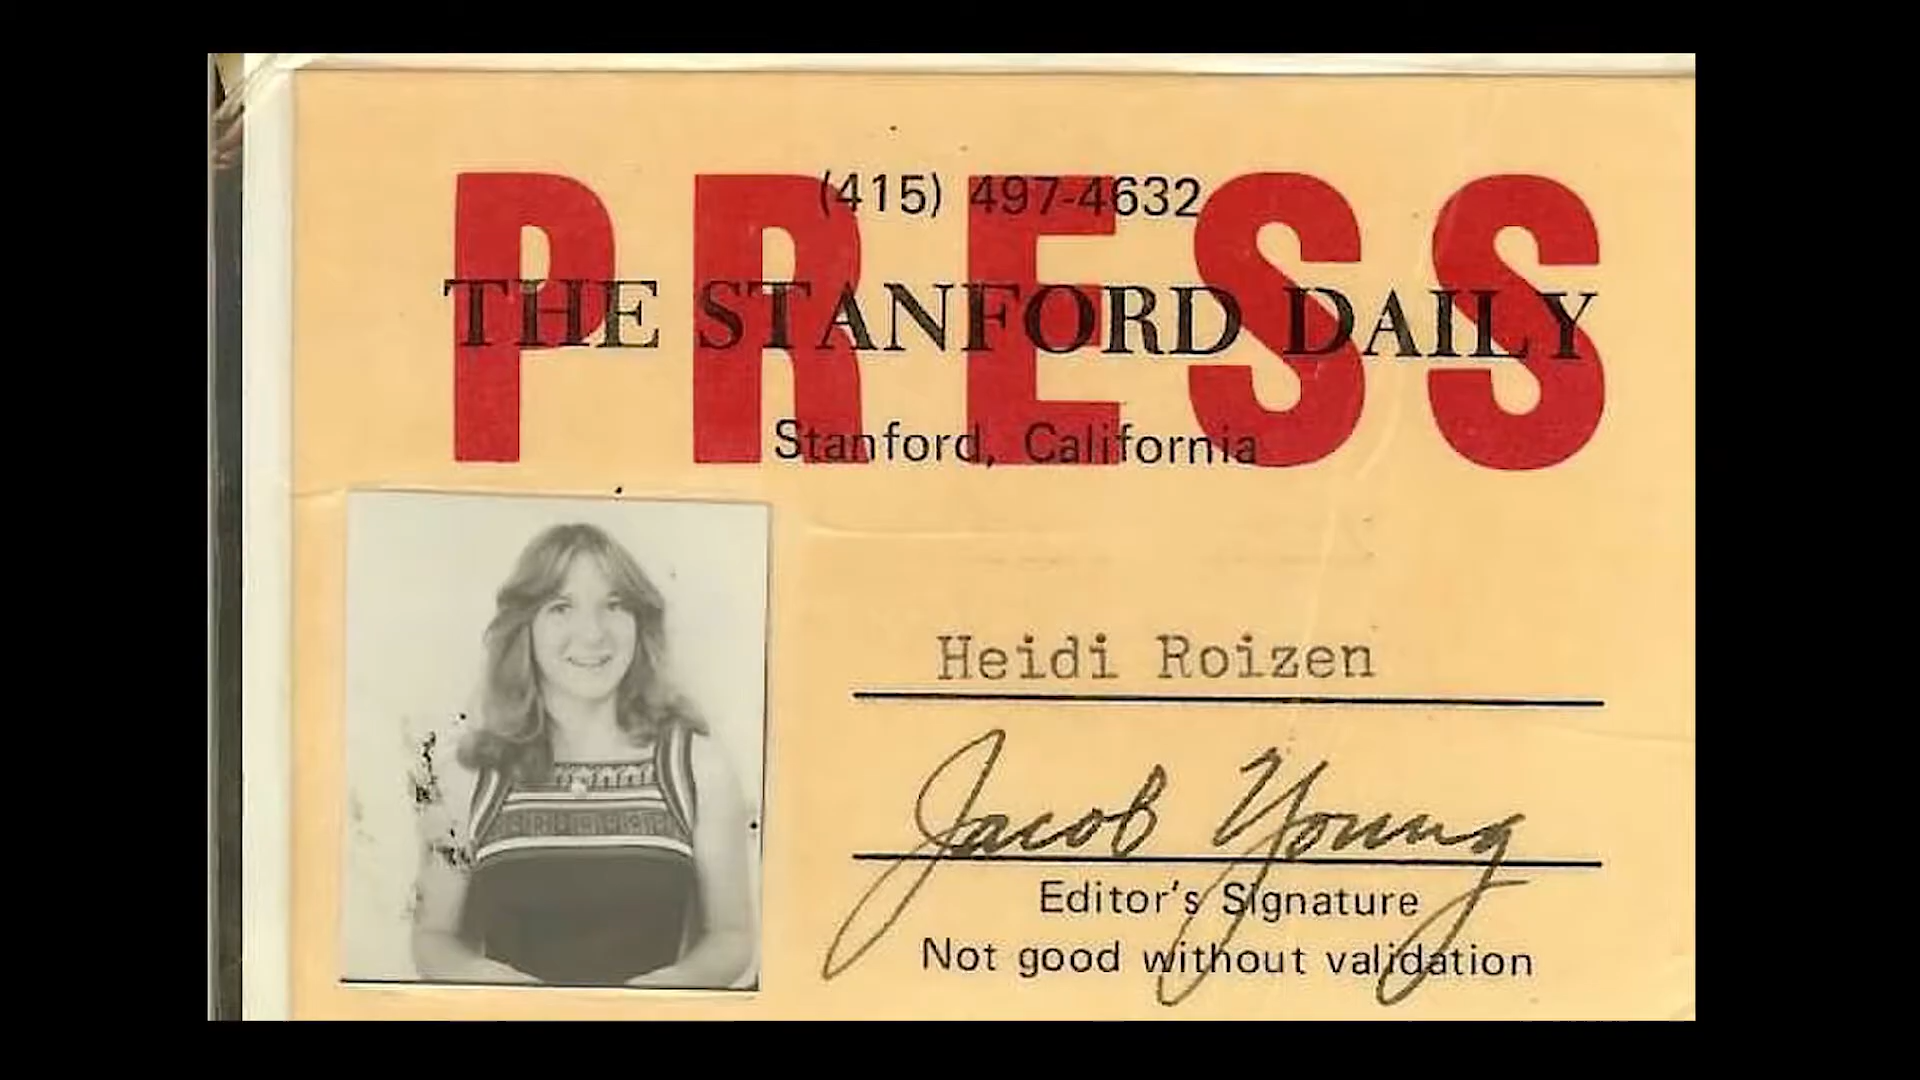 PRESS
(415) 497-4632
THE STANFORD DAILY
Stanford, California
Heidi Roizen
Jacob Young
Editor's Signature
Not good without validation